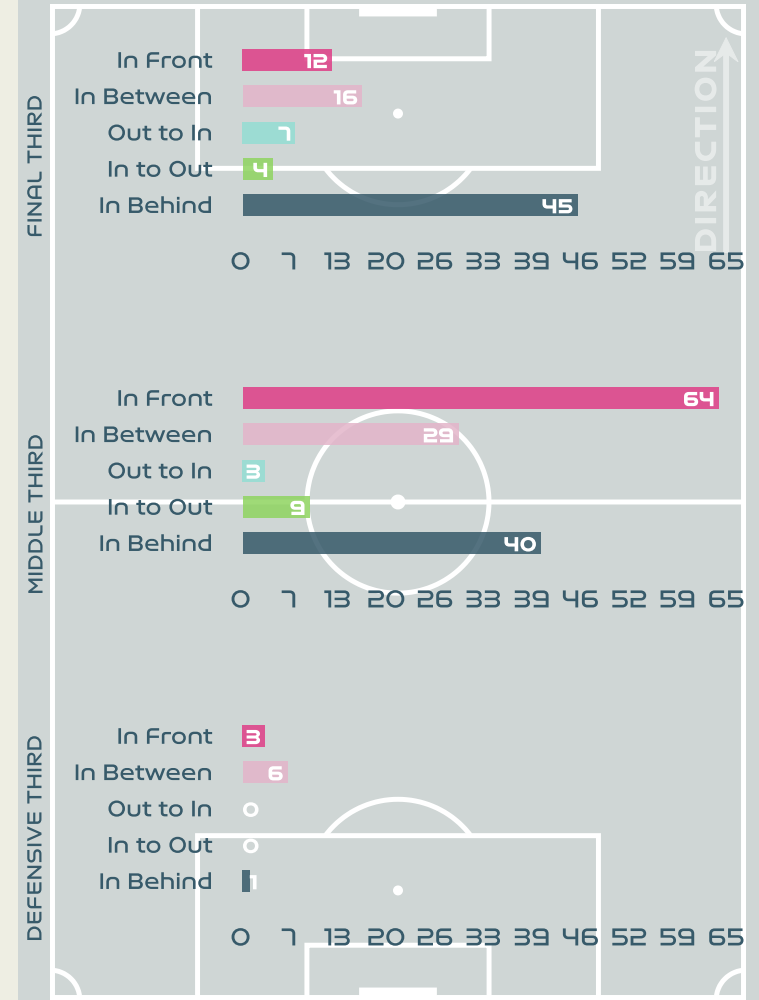 FINAL THIRD
In Front 12
In Between 16
Out to In 7
In to Out 4
In Behind 45
0 7 13 20 26 33 39 46 52 59 65
DIRECTION
MIDDLE THIRD
In Front 64
In Between 29
Out to In 3
In to Out 9
In Behind 40
0 7 13 20 26 33 39 46 52 59 65
DEFENSIVE THIRD
In Front 3
In Between 6
Out to In 0
In to Out 0
In Behind 1
0 7 13 20 26 33 39 46 52 59 65